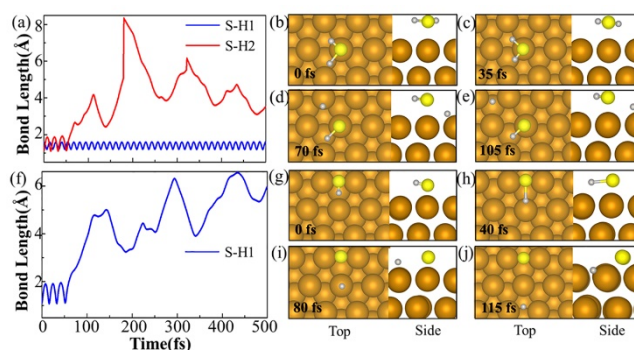 (a)
S-H1
S-H2
Bond Length(Å)
8
6
4
2
(b)
0 fs
(c)
35 fs
(d)
70 fs
(e)
105 fs
(f)
S-H1
Bond Length(Å)
6
4
2
0 100 200 300 400 500
Time(fs)
(g)
0 fs
(h)
40 fs
(i)
80 fs
(j)
115 fs
Top Side Top Side